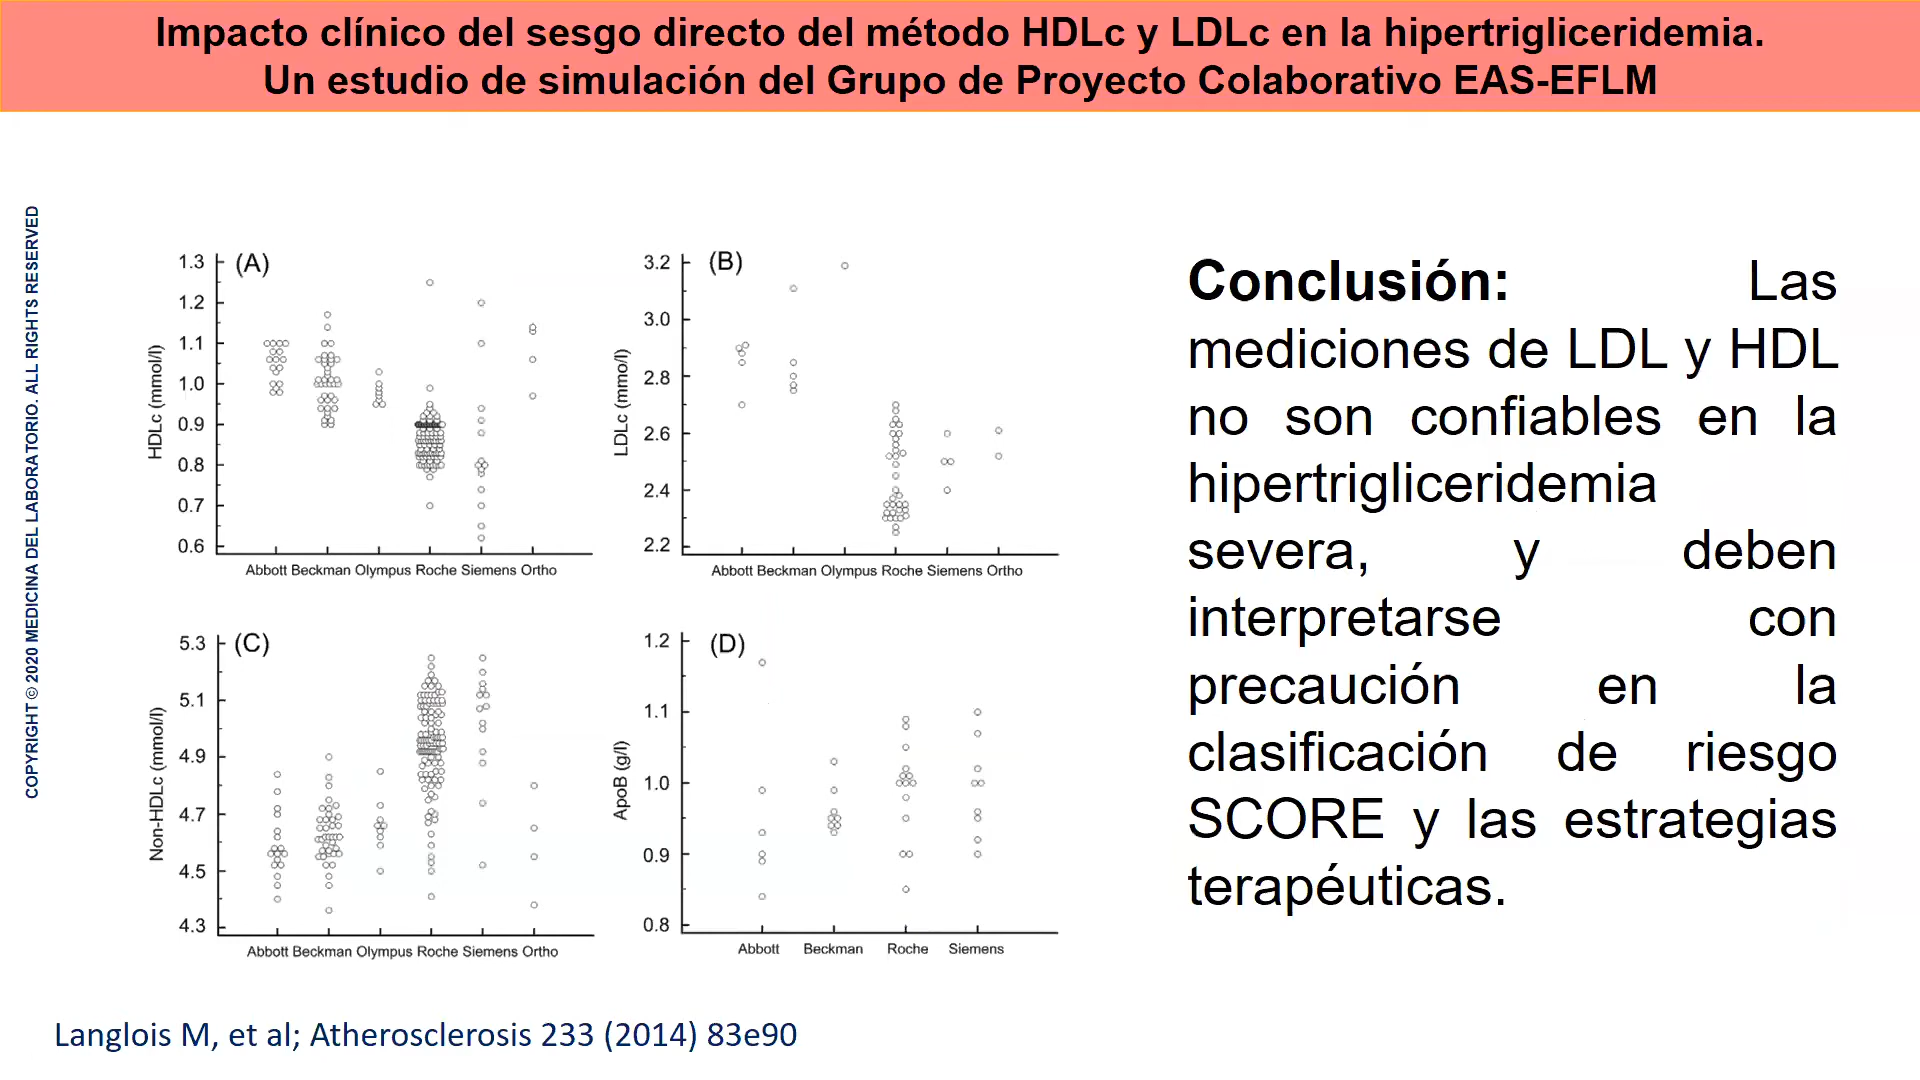 Impacto clínico del sesgo directo del método HDLc y LDLc en la hipertrigliceridemia.
Un estudio de simulación del Grupo de Proyecto Colaborativo EAS-EFLM
COPYRIGHT © 2020 MEDICINA DEL LABORATORIO. ALL RIGHTS RESERVED
(A)
HDLc (mmol/l)
1.3
1.2
1.1
1.0
0.9
0.8
0.7
0.6
Abbott Beckman Olympus Roche Siemens Ortho
(B)
LDLc (mmo/l)
3.2
3.0
2.8
2.6
2.4
2.2
Abbott Beckman Olympus Roche Siemens Ortho
(C)
Non-HDLc (mmol/l)
5.3
5.1
4.9
4.7
4.5
4.3
Abbott Beckman Olympus Roche Siemens Ortho
(D)
ApoB (g/l)
1.2
1.1
1.0
0.9
0.8
Abbott Beckman Roche Siemens
Conclusión: Las
mediciones de LDL y HDL
no son confiables en la
hipertrigliceridemia
severa, y deben
interpretarse con
precaución en la
clasificación de riesgo
SCORE y las estrategias
terapéuticas.
Langlois M, et al; Atherosclerosis 233 (2014) 83e90